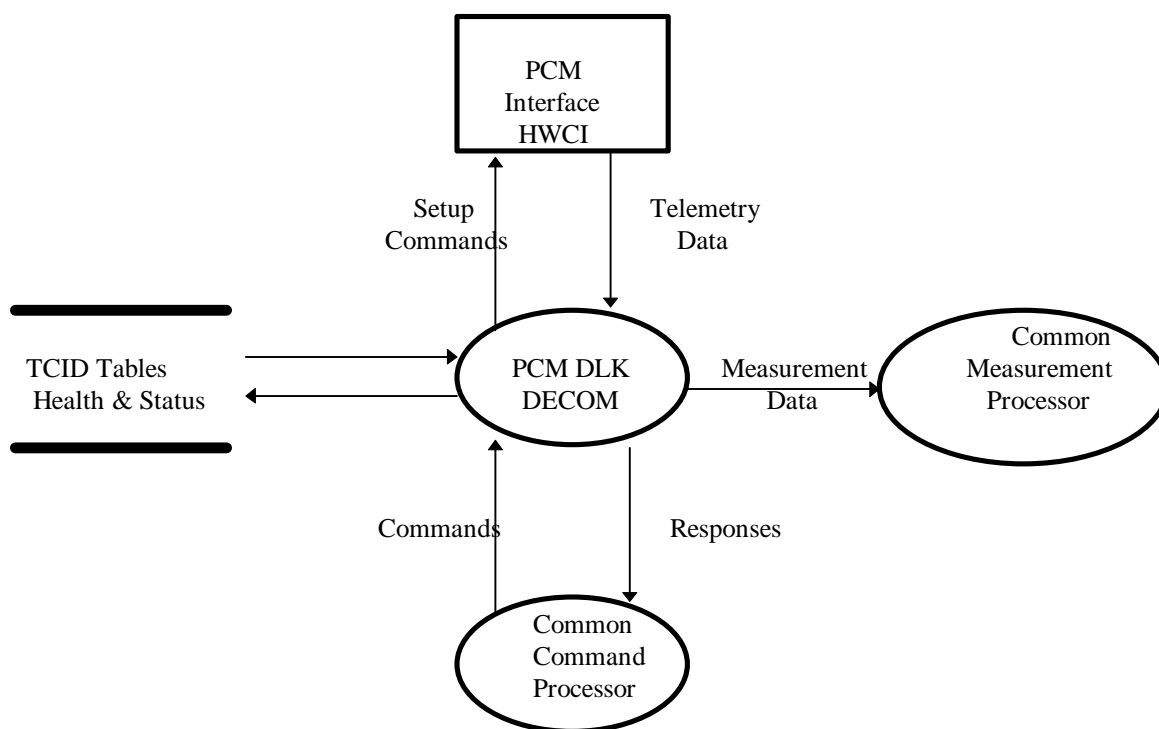 PCM
Interface
HWCI
Setup
Commands
Telemetry
Data
TCID Tables
Health & Status
PCM DLK
DECOM
Measurement
Data
Common
Measurement
Processor
Commands
Responses
Common
Command
Processor